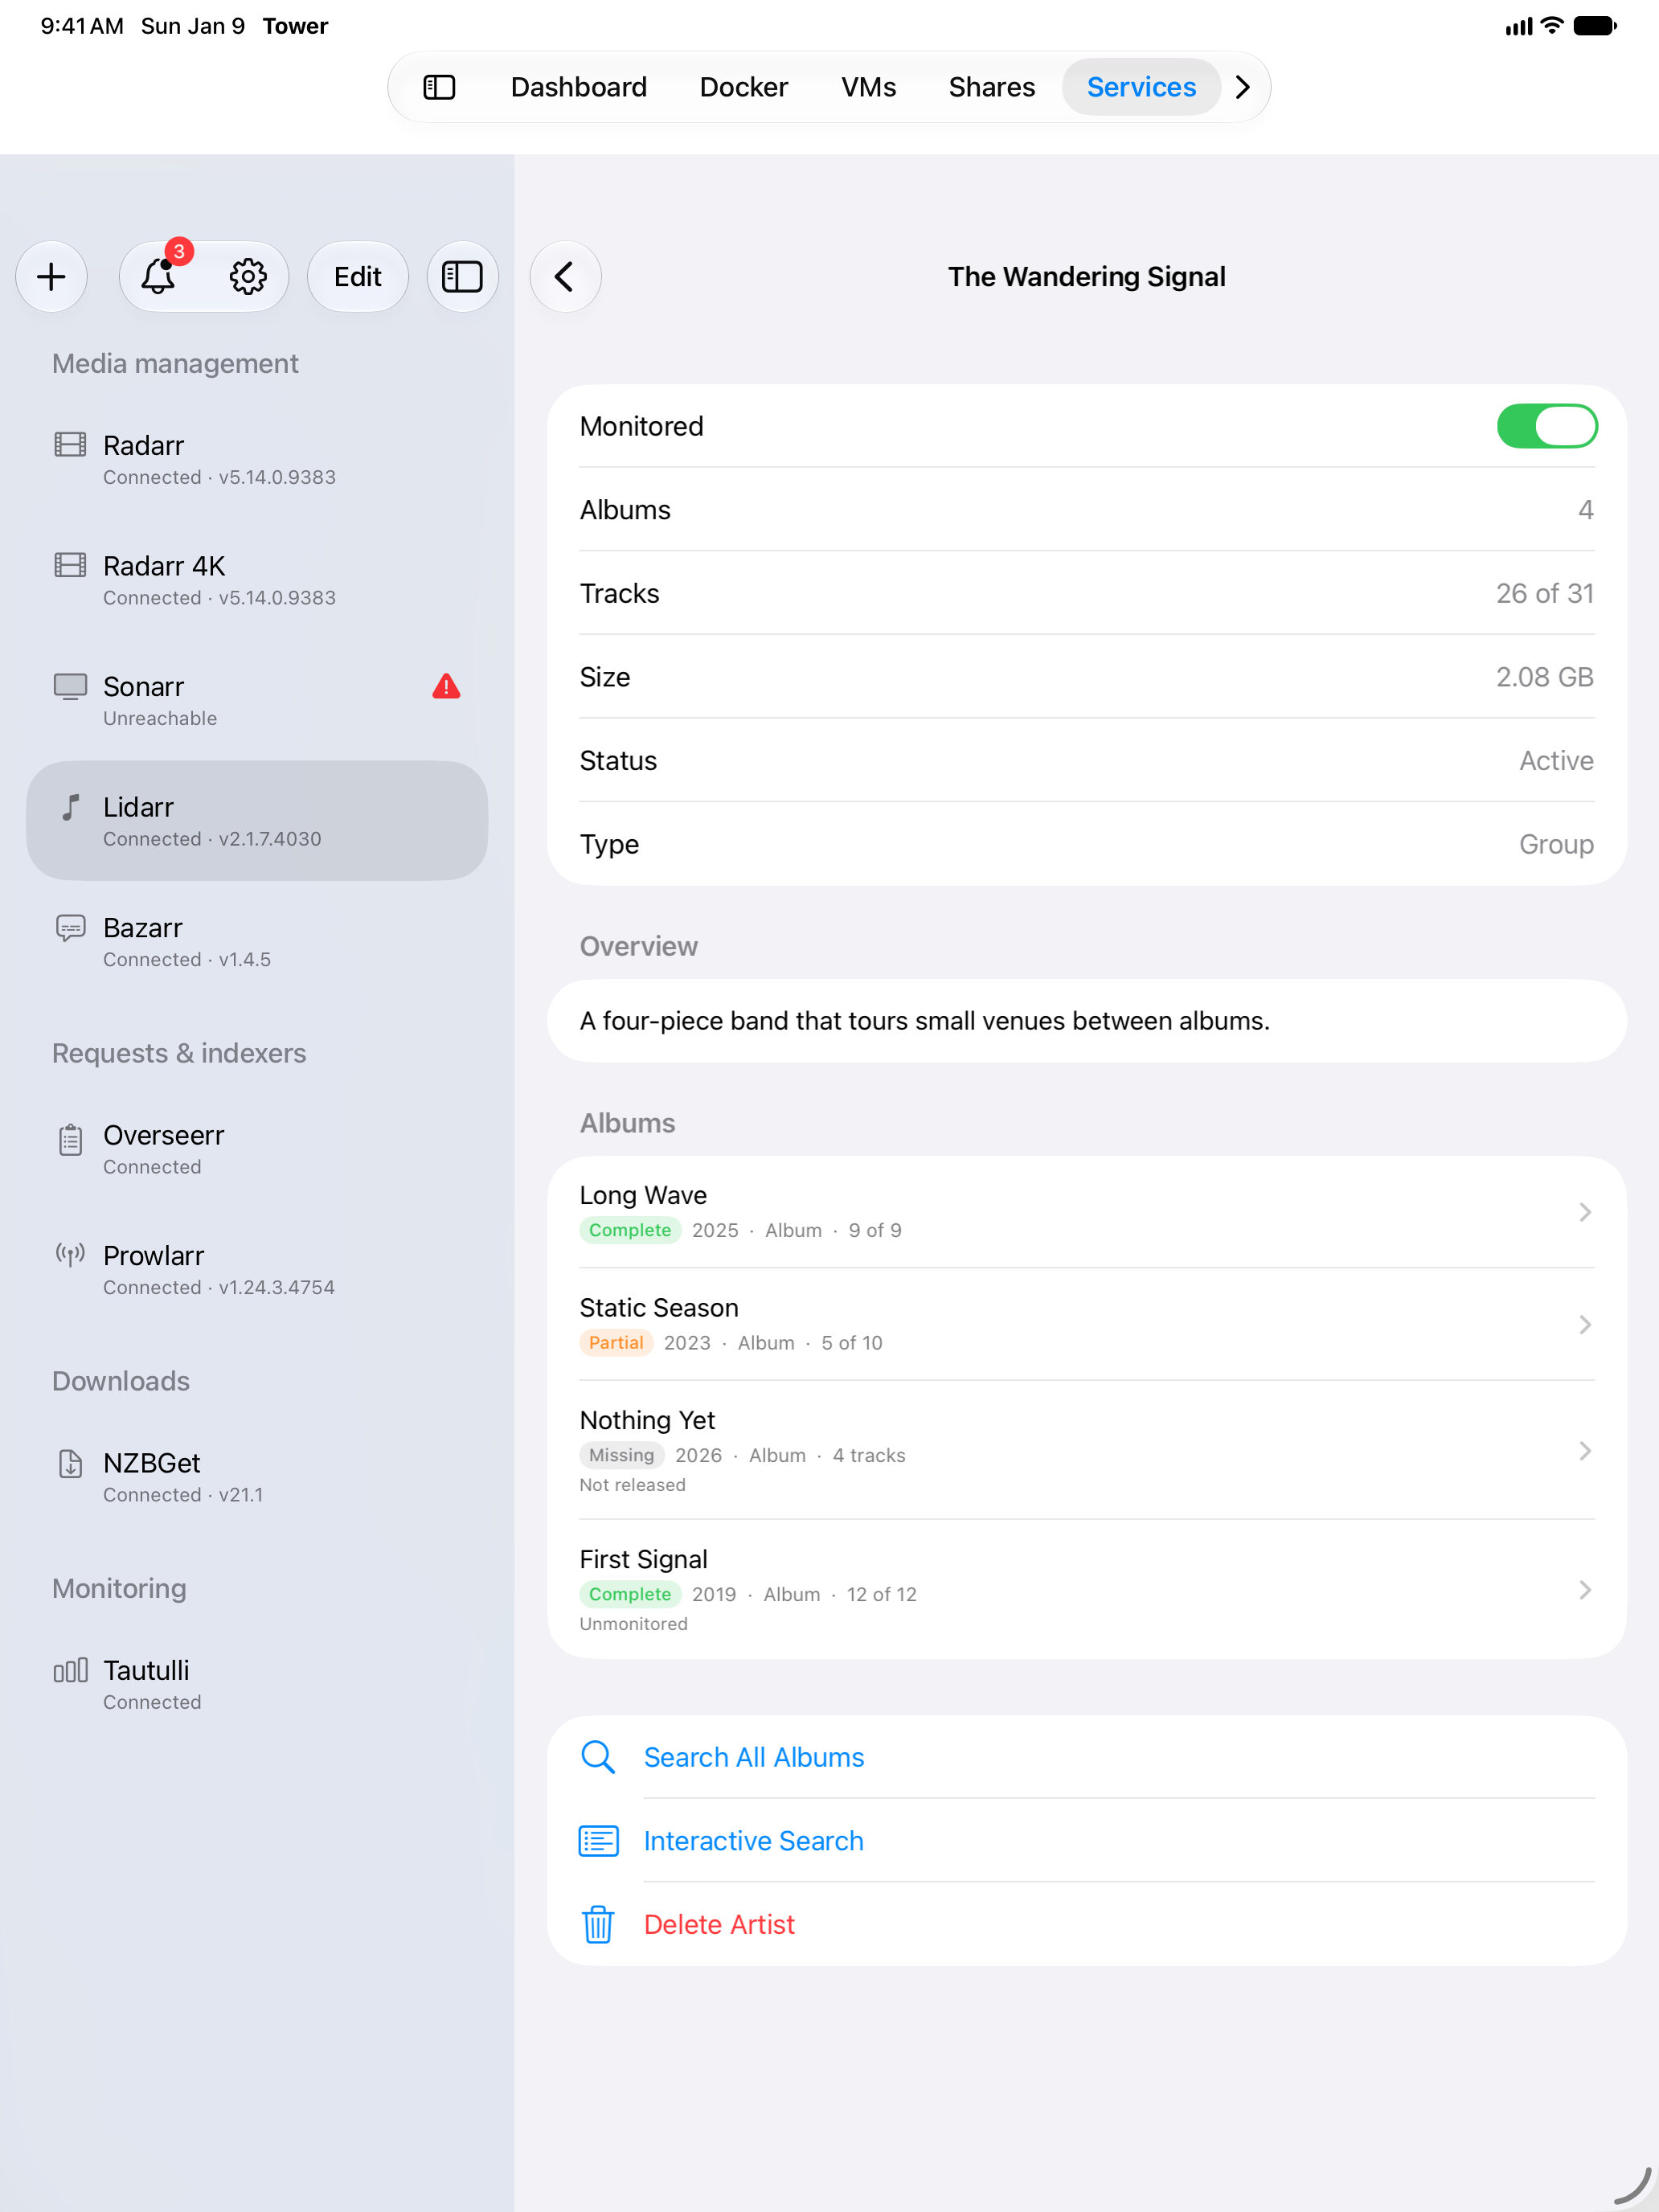 9:41 AM Sun Jan 9 Tower
Dashboard Docker VMs Shares Services
3
Edit
The Wandering Signal
Media management
Radarr
Connected · v5.14.0.9383
Radarr 4K
Connected · v5.14.0.9383
Sonarr
Unreachable
Lidarr
Connected · v2.1.7.4030
Bazarr
Connected · v1.4.5
Requests & indexers
Overseerr
Connected
Prowlarr
Connected · v1.24.3.4754
Downloads
NZBGet
Connected · v21.1
Monitoring
Tautulli
Connected
Monitored
Albums 4
Tracks 26 of 31
Size 2.08 GB
Status Active
Type Group
Overview
A four-piece band that tours small venues between albums.
Albums
Long Wave
Complete 2025 · Album · 9 of 9
Static Season
Partial 2023 · Album · 5 of 10
Nothing Yet
Missing 2026 · Album · 4 tracks
Not released
First Signal
Complete 2019 · Album · 12 of 12
Unmonitored
Search All Albums
Interactive Search
Delete Artist